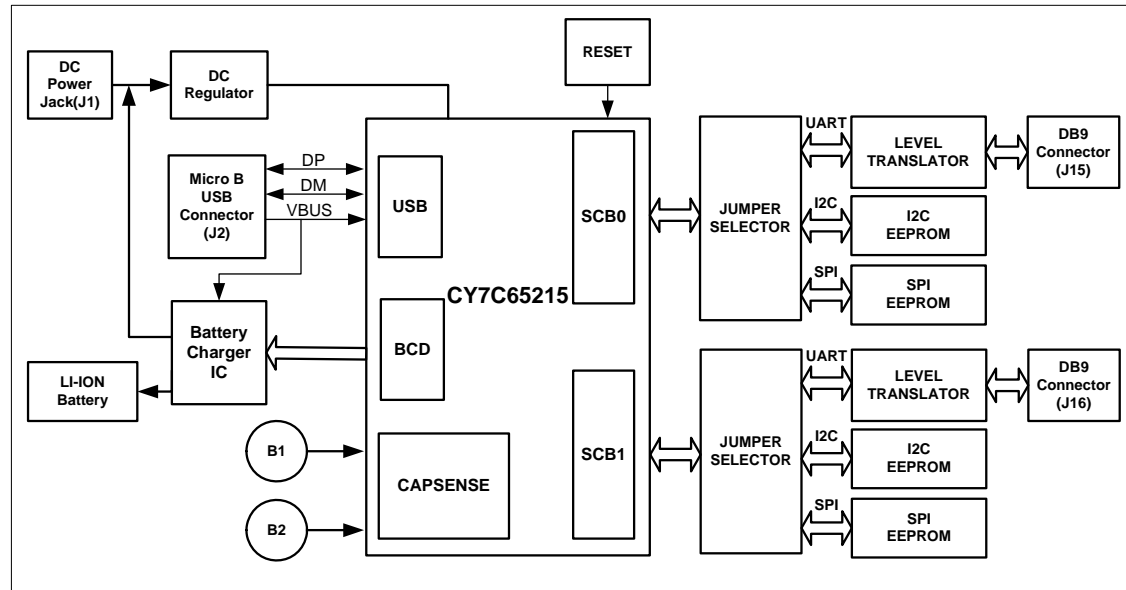 DC
Power
Jack(J1)
DC
Regulator
RESET
Micro B
USB
Connector
(J2)
DP
DM
VBUS
USB
CY7C65215
SCB0
JUMPER
SELECTOR
UART
I2C
SPI
LEVEL
TRANSLATOR
I2C
EEPROM
SPI
EEPROM
DB9
Connector
(J15)
Battery
Charger
IC
BCD
LI-ION
Battery
B1
B2
CAPSENSE
SCB1
JUMPER
SELECTOR
UART
I2C
SPI
LEVEL
TRANSLATOR
I2C
EEPROM
SPI
EEPROM
DB9
Connector
(J16)